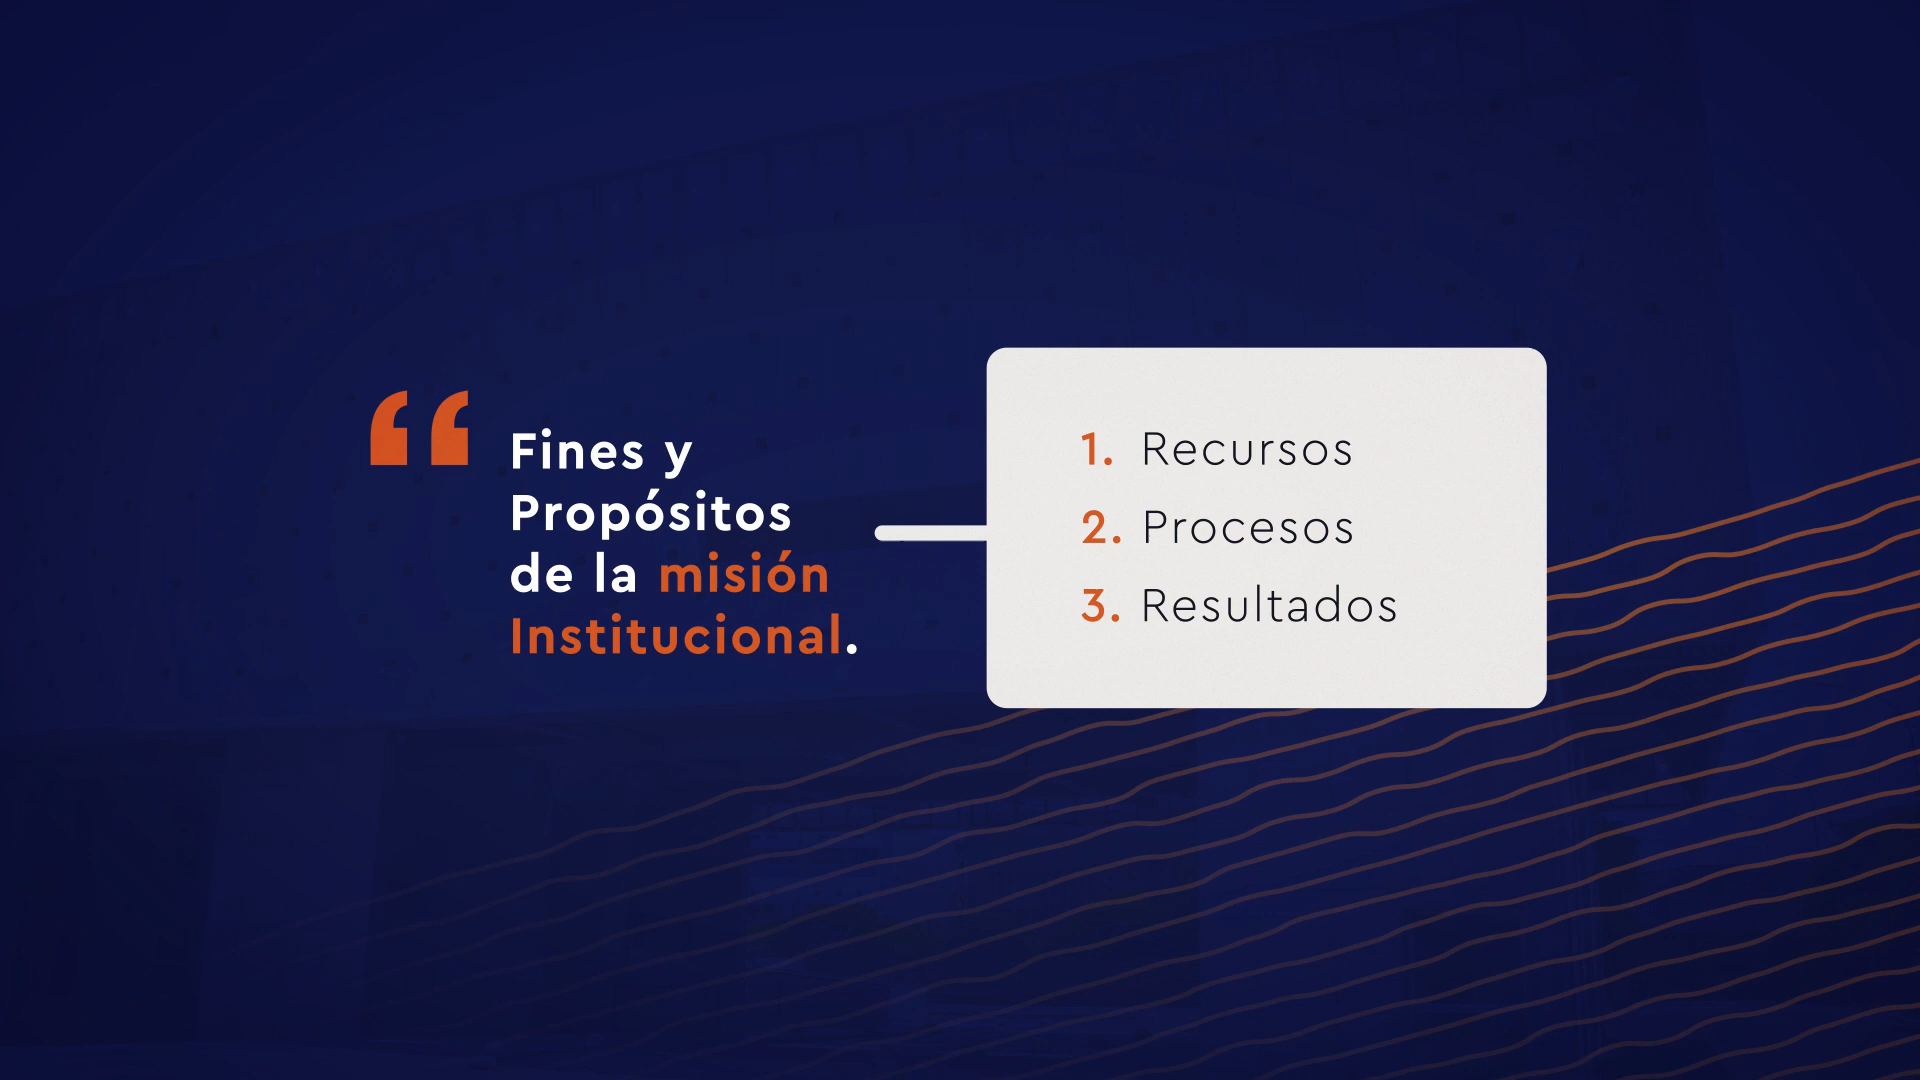 “
Fines y
Propósitos
de la misión
Institucional.
1. Recursos
2. Procesos
3. Resultados